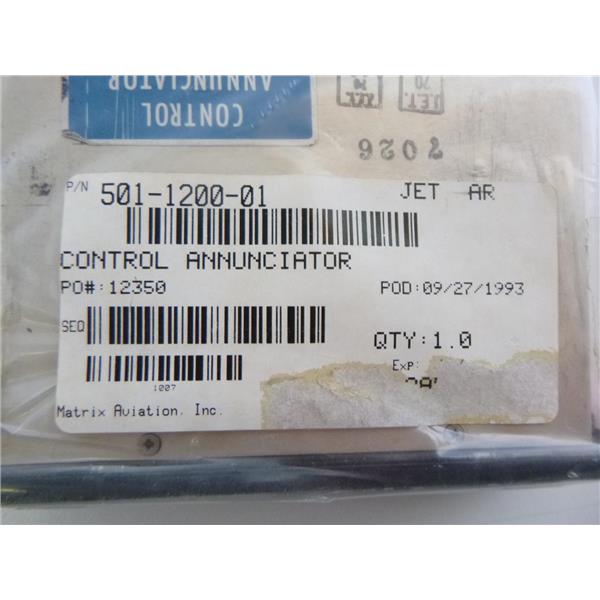 CONTROL
ANNUNCIATOR
J.E.T.
70
P/N 501-1200-01 JET AR
CONTROL ANNUNCIATOR
PO#:12350 POD:09/27/1993
SEQ
QTY:1.0
Exp:
1007
Matrix Aviation, Inc.